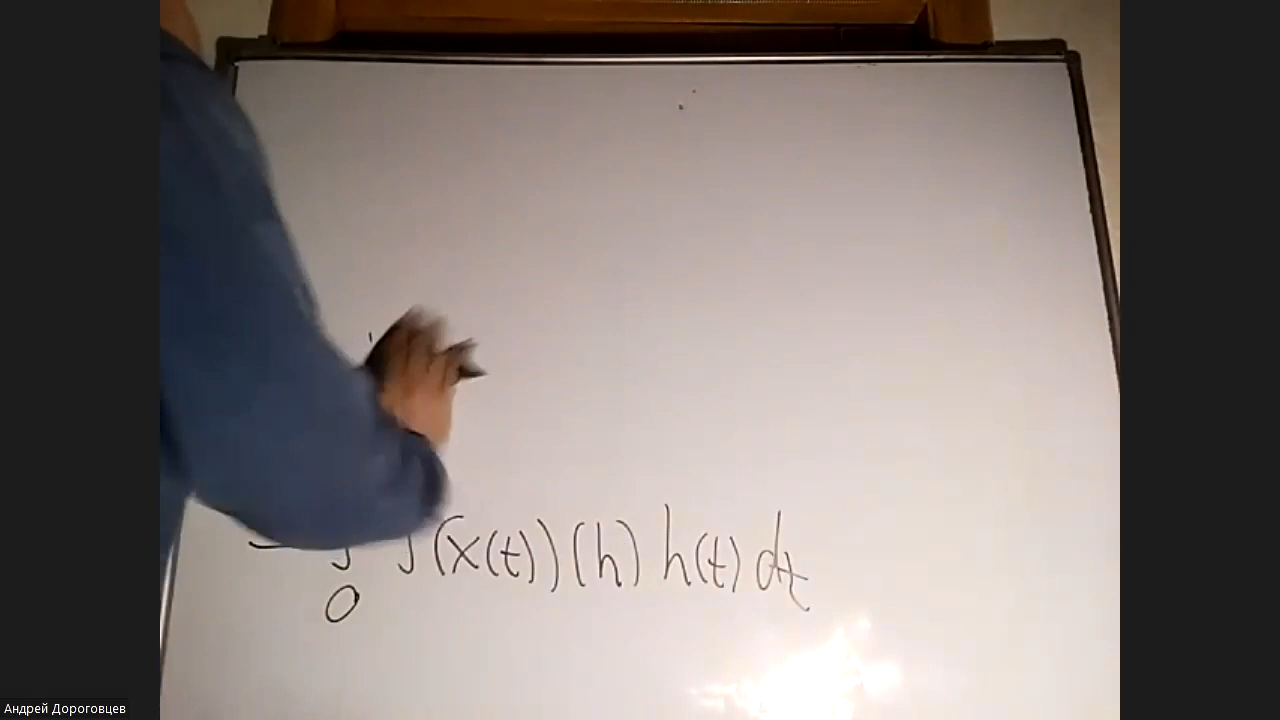 (x(t))(h) h(t) dt
0
Андрей Дороговцев